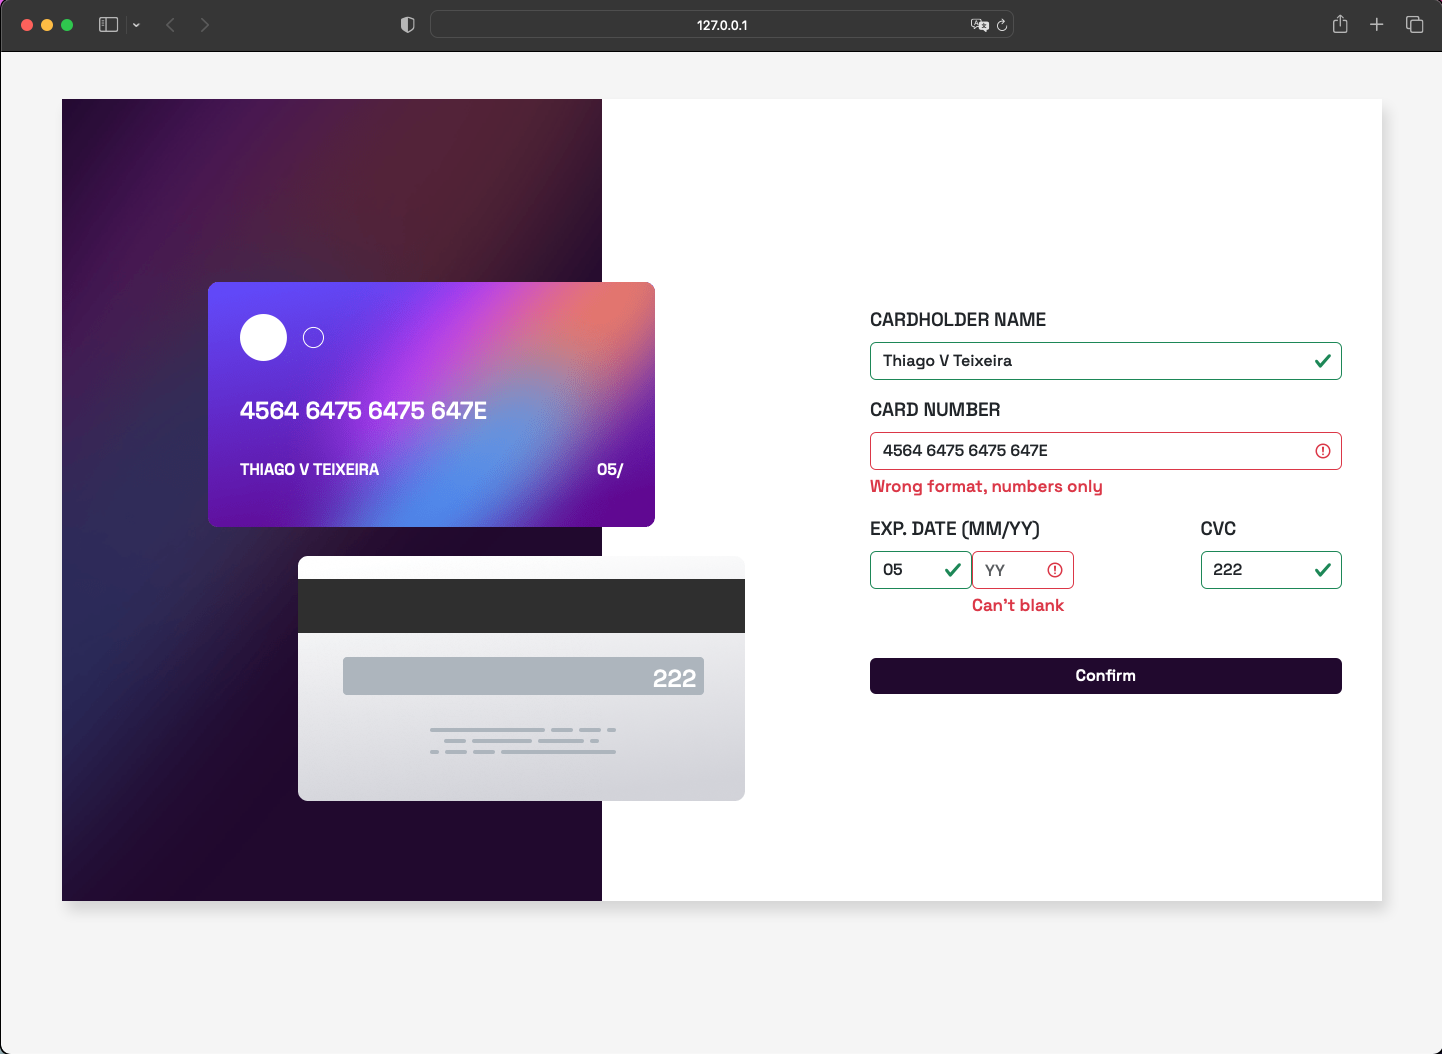 127.0.0.1
4564 6475 6475 647E
THIAGO V TEIXEIRA 05/
222
CARDHOLDER NAME
Thiago V Teixeira
CARD NUMBER
4564 6475 6475 647E
Wrong format, numbers only
EXP. DATE (MM/YY) CVC
05 YY 222
Can't blank
Confirm